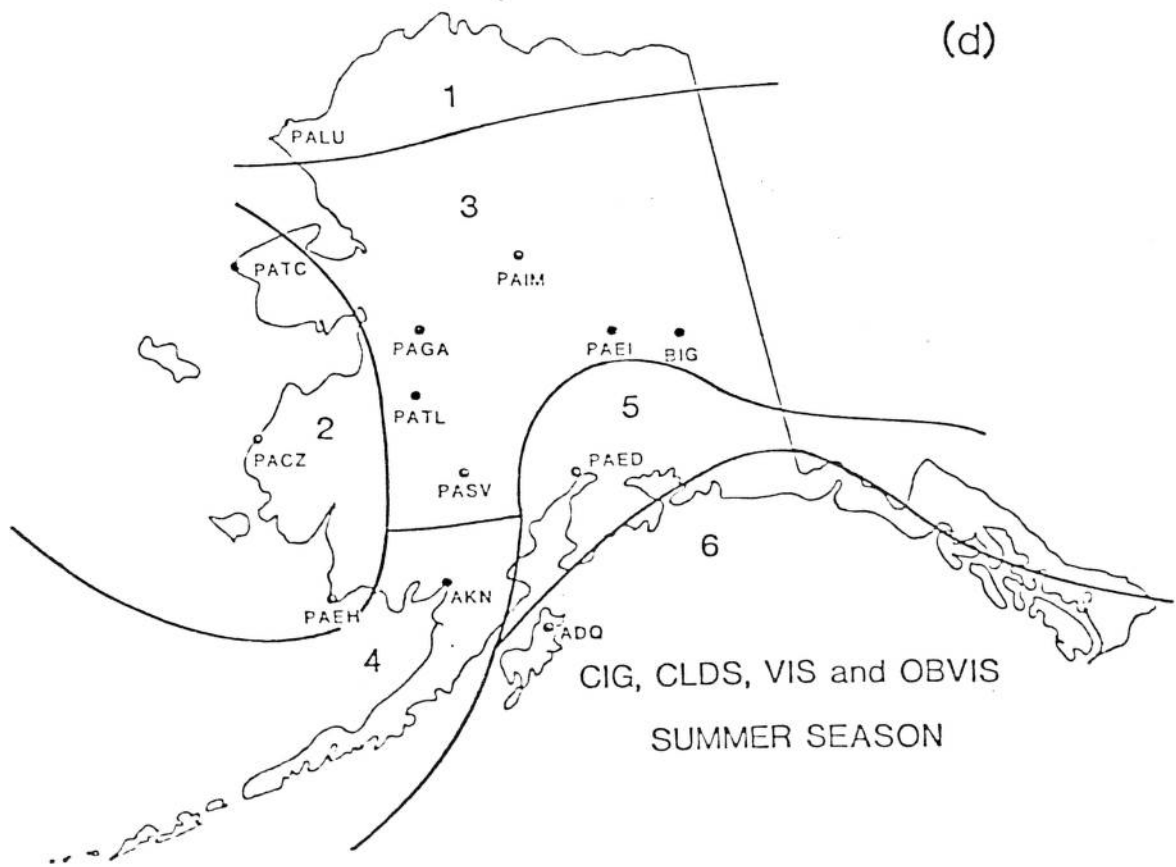 (d)
1
PALU
3
PATC
PAIM
PAGA
PAEI
BIG
PATL
5
2
PACZ
PASV
PAED
6
PAEH
AKN
ADQ
4
CIG, CLDS, VIS and OBVIS
SUMMER SEASON